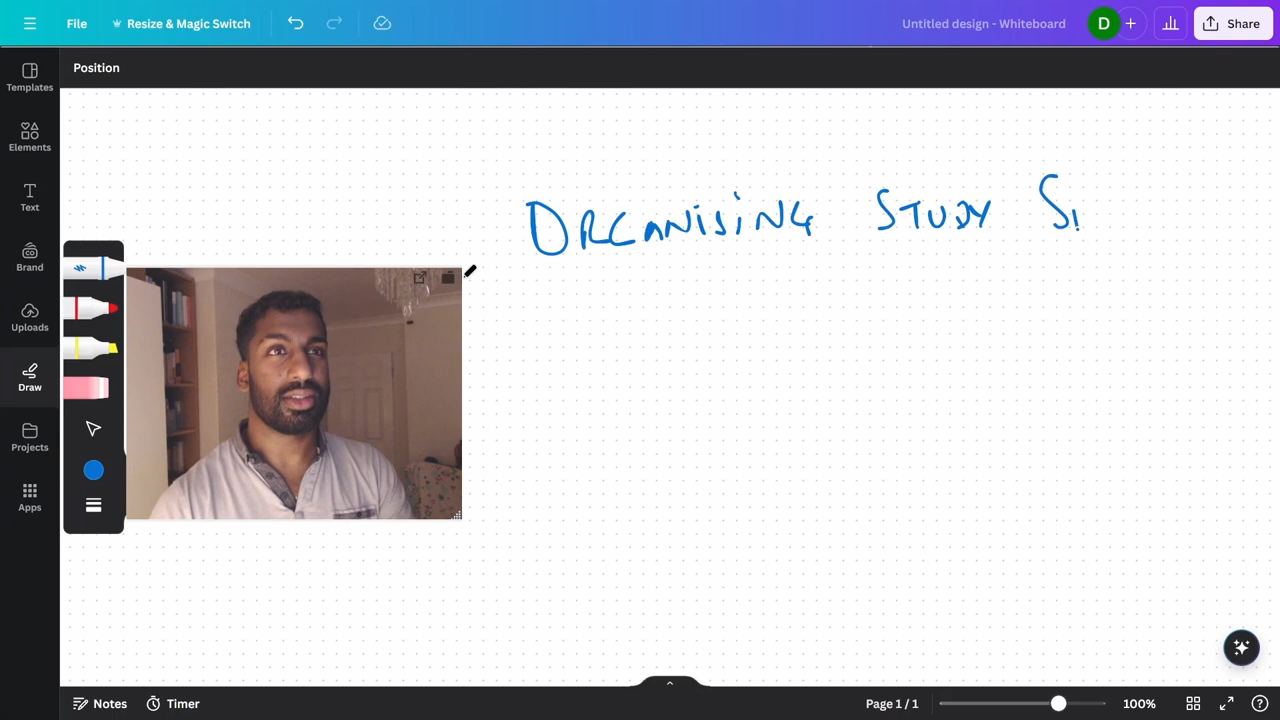 File
Resize & Magic Switch
Untitled design - Whiteboard
D
Share
Position
Templates
Elements
Text
Brand
Uploads
Draw
Projects
Apps
ORGANISING STUDY
Notes
Timer
Page 1 / 1
100%